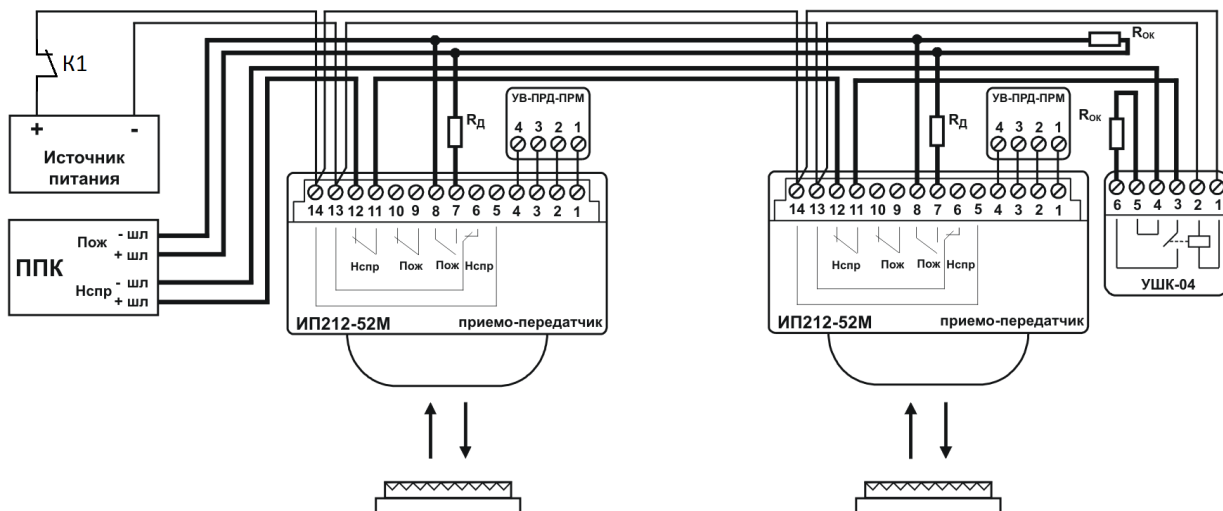 К1
+ -
Источник
питания
ППК
Пож
- шл
+ шл
Нспр
- шл
+ шл
RД
УВ-ПРД-ПРМ
4 3 2 1
14 13 12 11 10 9 8 7 6 5 4 3 2 1
Нспр Пож Пож Нспр
ИП212-52М приемо-передатчик
RД
УВ-ПРД-ПРМ
4 3 2 1
14 13 12 11 10 9 8 7 6 5 4 3 2 1
Нспр Пож Пож Нспр
ИП212-52М приемо-передатчик
Rок
Rок
6 5 4 3 2 1
УШК-04